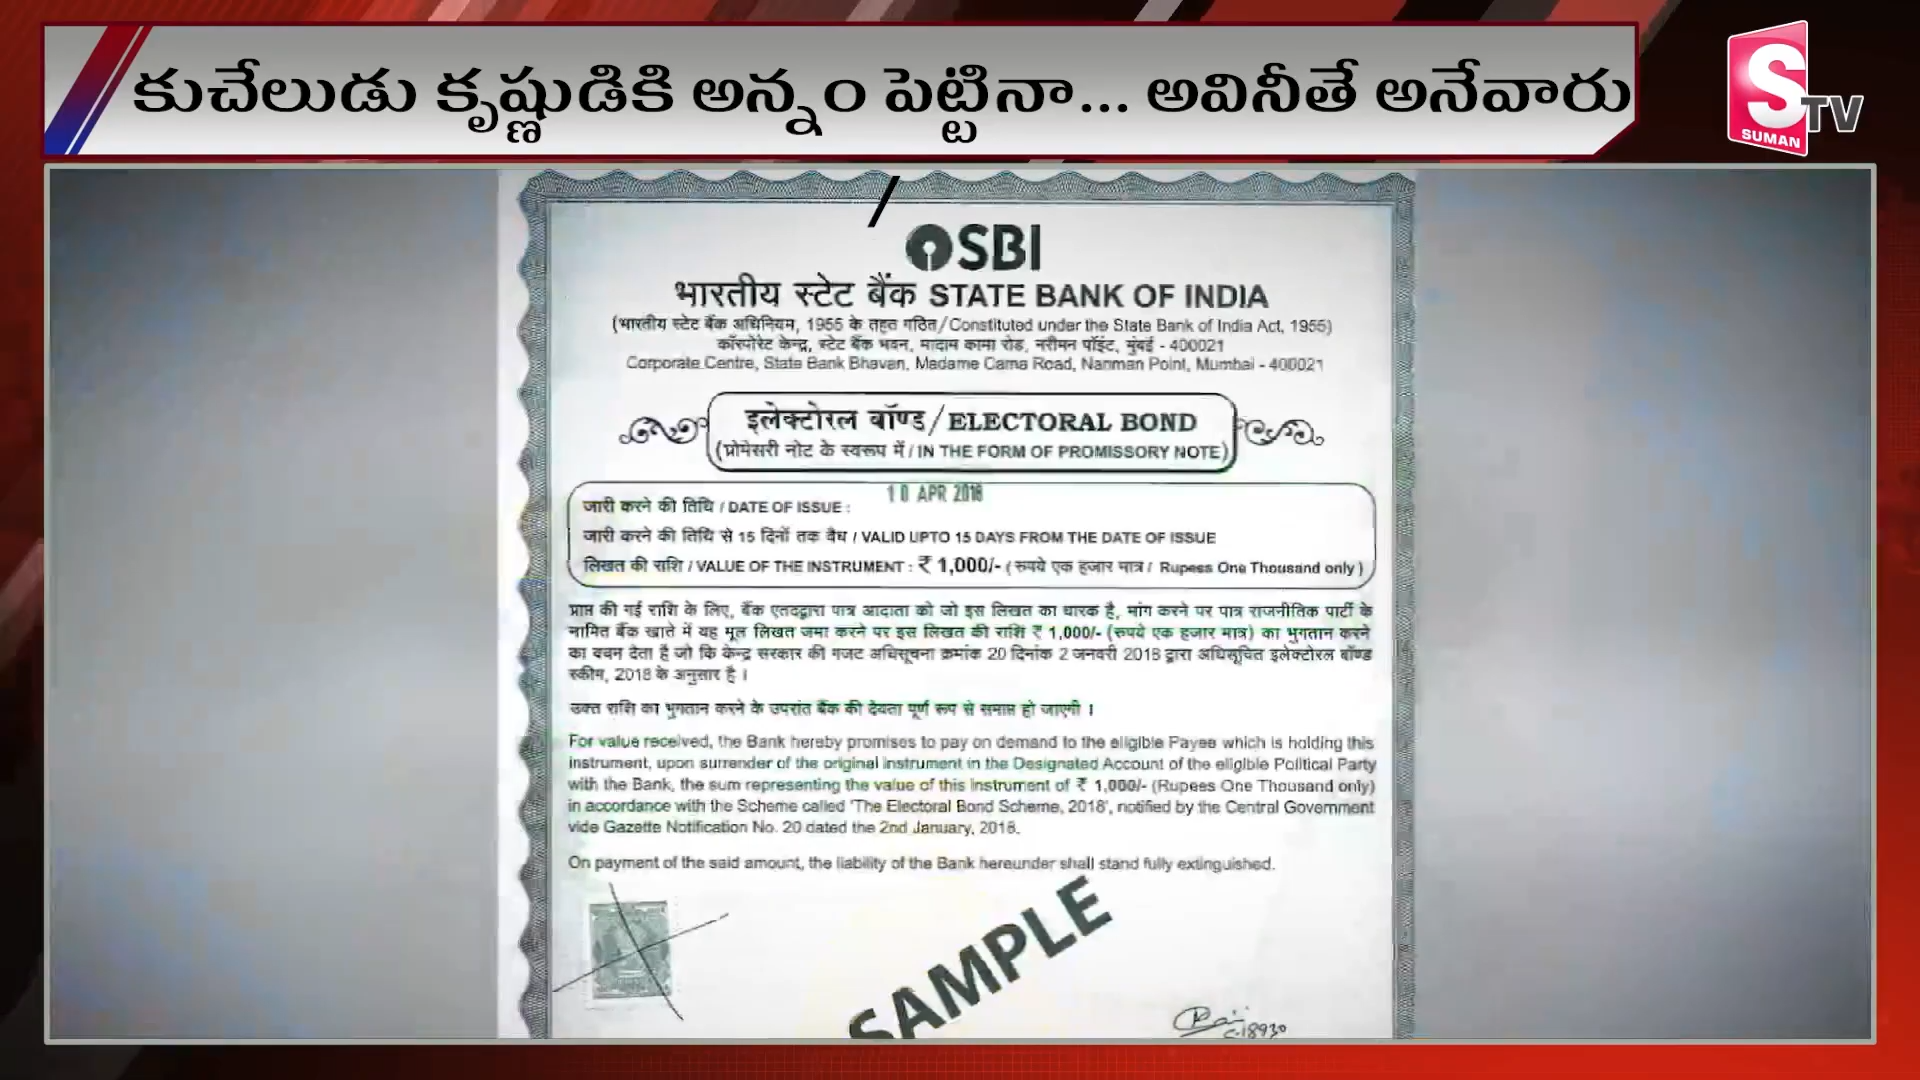 కుచేలుడు కృష్ణుడికి అన్నం పెట్టినా... అవినీతే అనేవారు
S TV
SUMAN
/
SBI
भारतीय स्टेट बैंक STATE BANK OF INDIA
(भारतीय स्टेट बैंक अधिनियम, 1955 के तहत गठित/Constituted under the State Bank of India Act, 1955)
कॉरपोरेट केन्द्र, स्टेट बैंक भवन, मादाम कामा रोड, नरीमन पॉइंट, मुंबई - 400021
Corporate Centre, State Bank Bhavan, Madame Cama Road, Nariman Point, Mumbai - 400021
इलेक्टोरल बॉण्ड/ELECTORAL BOND
(प्रोमेसरी नोट के स्वरूप में/IN THE FORM OF PROMISSORY NOTE)
10 APR 2018
जारी करने की तिथि / DATE OF ISSUE :
जारी करने की तिथि से 15 दिनों तक वैध / VALID UPTO 15 DAYS FROM THE DATE OF ISSUE
लिखत की राशि / VALUE OF THE INSTRUMENT : ₹ 1,000/- (रूपये एक हजार मात्र / Rupees One Thousand only)
प्राप्त की गई राशि के लिए, बैंक एतदद्वारा पात्र आदाता को जो इस लिखत का धारक है, मांग करने पर पात्र राजनीतिक पार्टी के
नामित बैंक खाते में यह मूल लिखत जमा करने पर इस लिखत की राशि ₹ 1,000/- (रूपये एक हजार मात्र) का भुगतान करने
का वचन देता है जो कि केन्द्र सरकार की गजट अधिसूचना क्रमांक 20 दिनांक 2 जनवरी 2018 द्वारा अधिसूचित इलेक्टोरल बॉण्ड
स्कीम, 2018 के अनुसार है ।
उक्त राशि का भुगतान करने के उपरांत बैंक की देयता पूर्ण रूप से समाप्त हो जाएगी ।
For value received, the Bank hereby promises to pay on demand to the eligible Payee which is holding this
instrument, upon surrender of the original instrument in the Designated Account of the eligible Political Party
with the Bank, the sum representing the value of this instrument of ₹ 1,000/- (Rupees One Thousand only)
in accordance with the Scheme called 'The Electoral Bond Scheme, 2018', notified by the Central Government
vide Gazette Notification No. 20 dated the 2nd January, 2018.
On payment of the said amount, the liability of the Bank hereunder shall stand fully extinguished.
SAMPLE